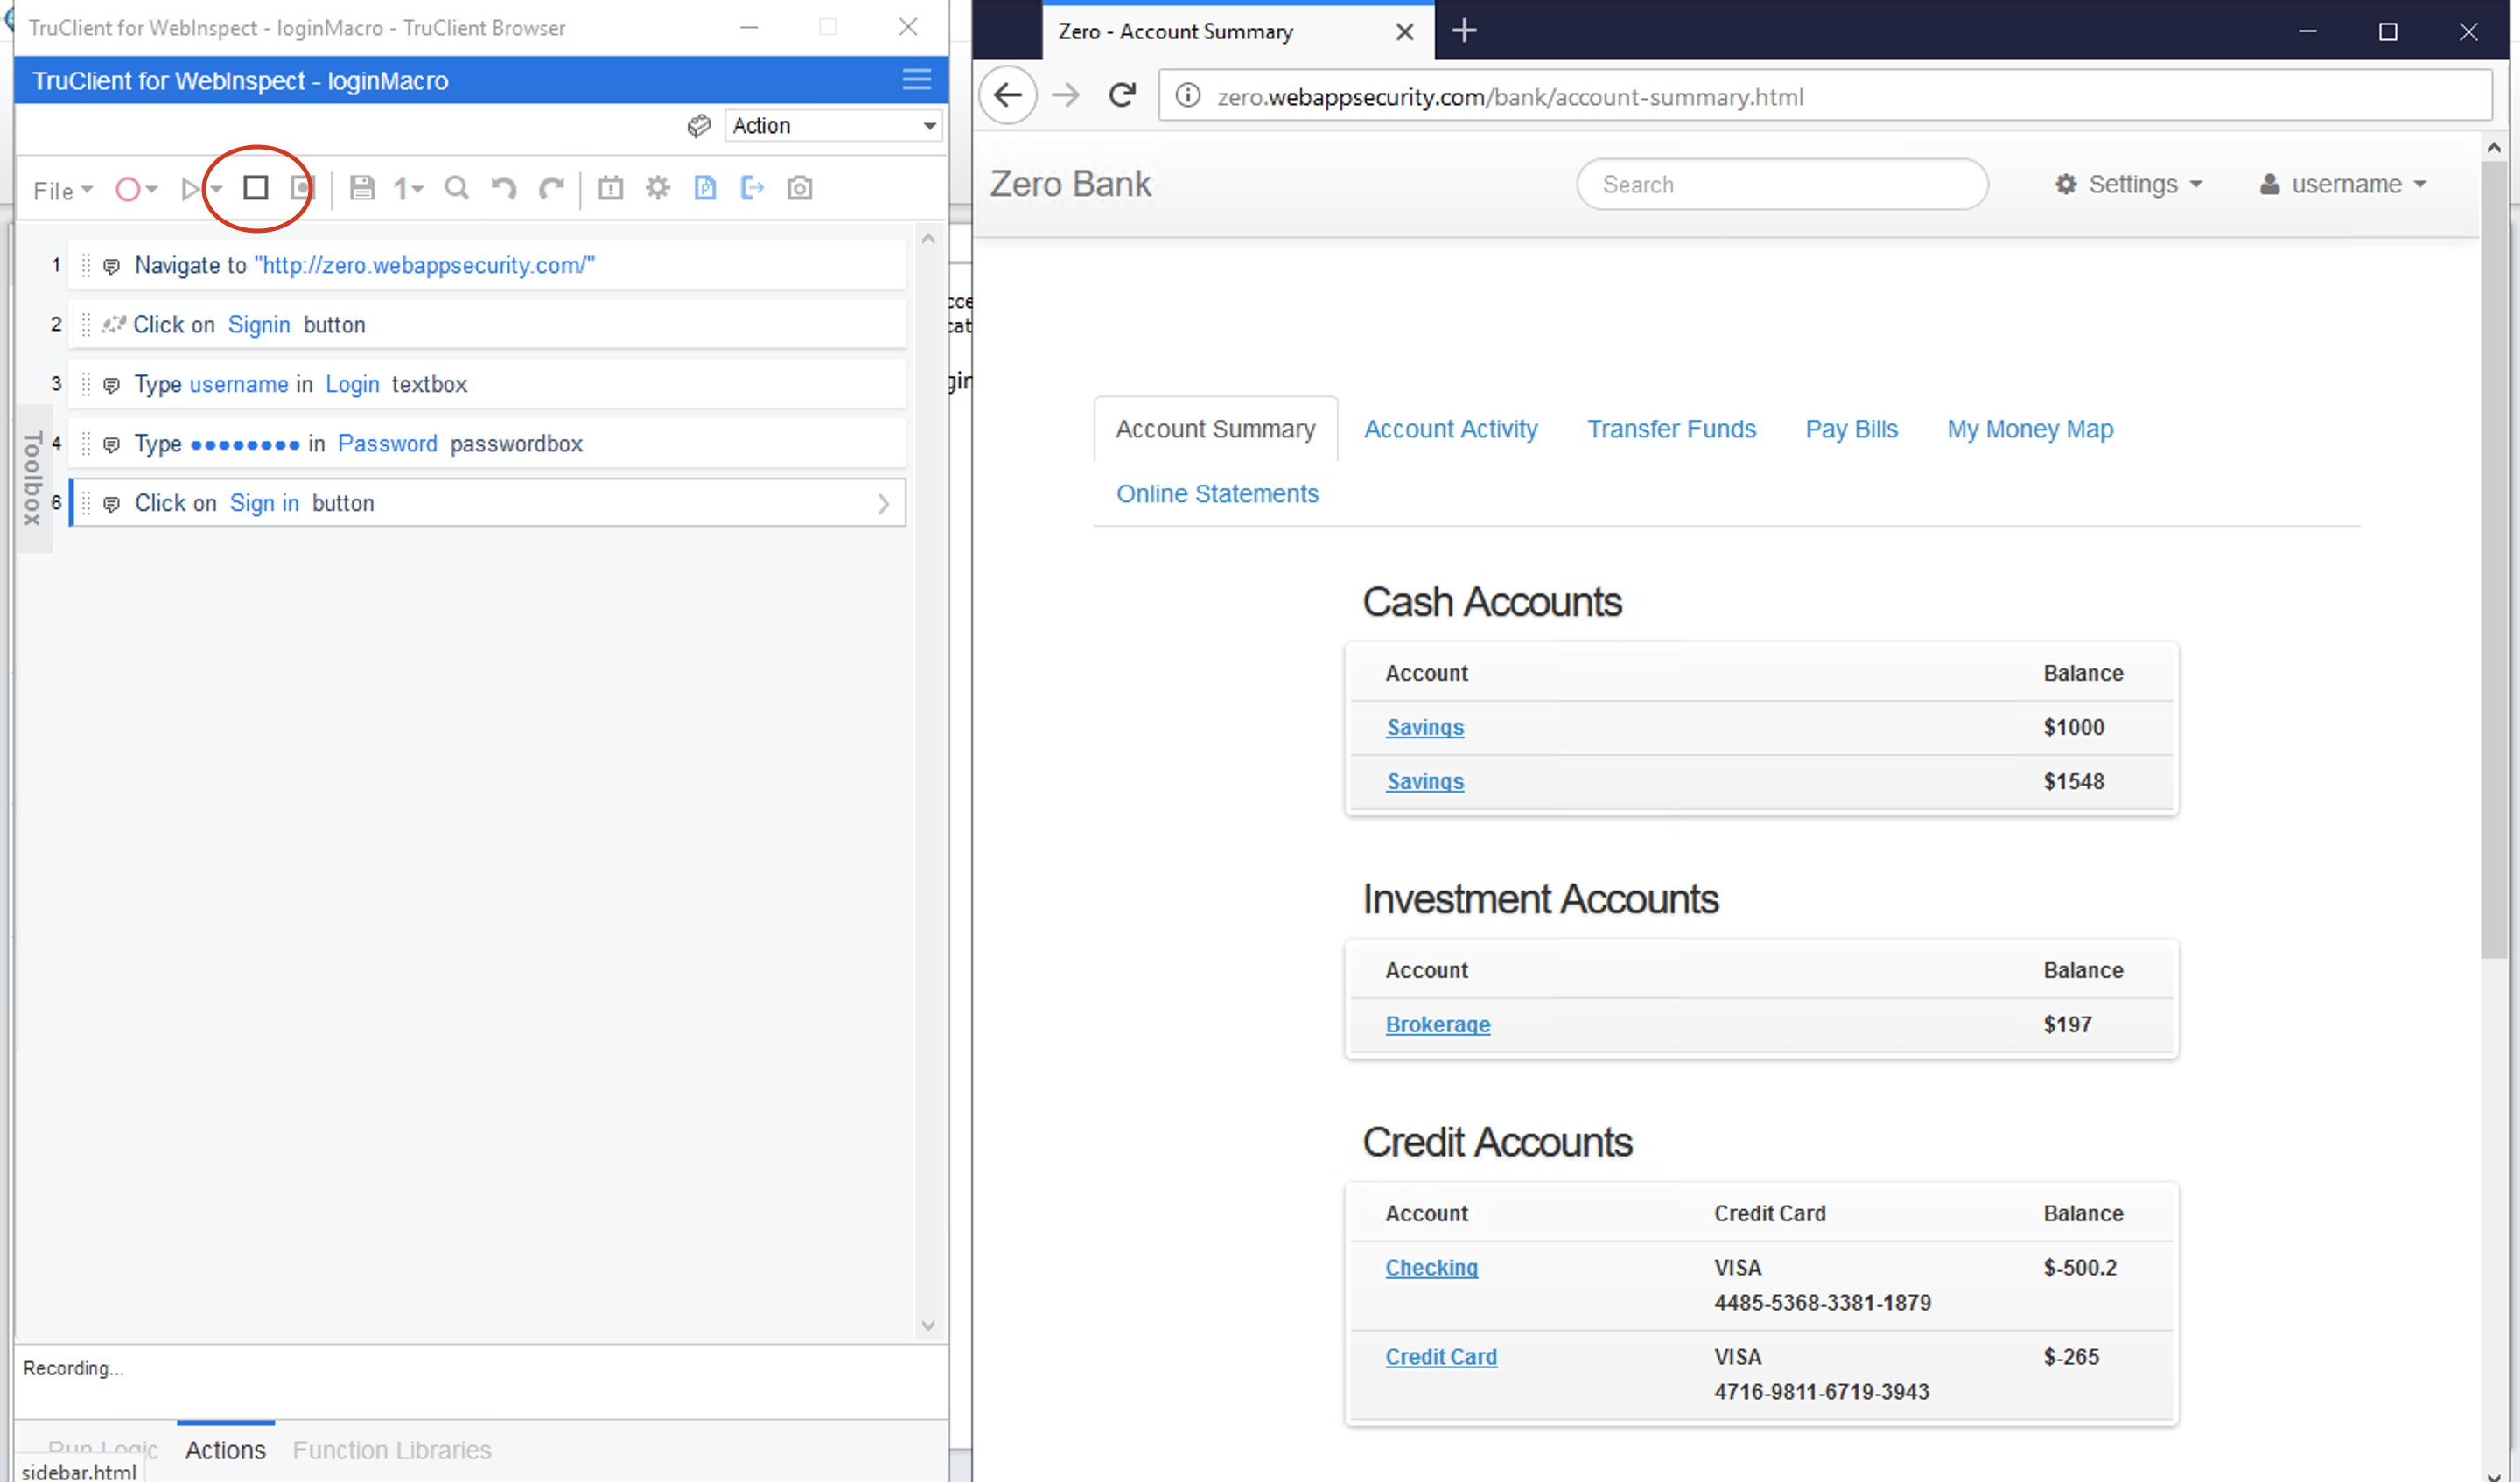 TruClient for WebInspect - loginMacro - TruClient Browser
TruClient for WebInspect - loginMacro
Action
File
1
1 Navigate to "http://zero.webappsecurity.com/"
2 Click on Signin button
3 Type username in Login textbox
4 Type •••••••• in Password passwordbox
6 Click on Sign in button
Toolbox
Recording...
Run Logic Actions Function Libraries
sidebar.html
Zero - Account Summary
zero.webappsecurity.com/bank/account-summary.html
Zero Bank Search Settings username
Account Summary Account Activity Transfer Funds Pay Bills My Money Map
Online Statements
Cash Accounts
Account Balance
Savings $1000
Savings $1548
Investment Accounts
Account Balance
Brokerage $197
Credit Accounts
Account Credit Card Balance
Checking VISA $-500.2
4485-5368-3381-1879
Credit Card VISA $-265
4716-9811-6719-3943